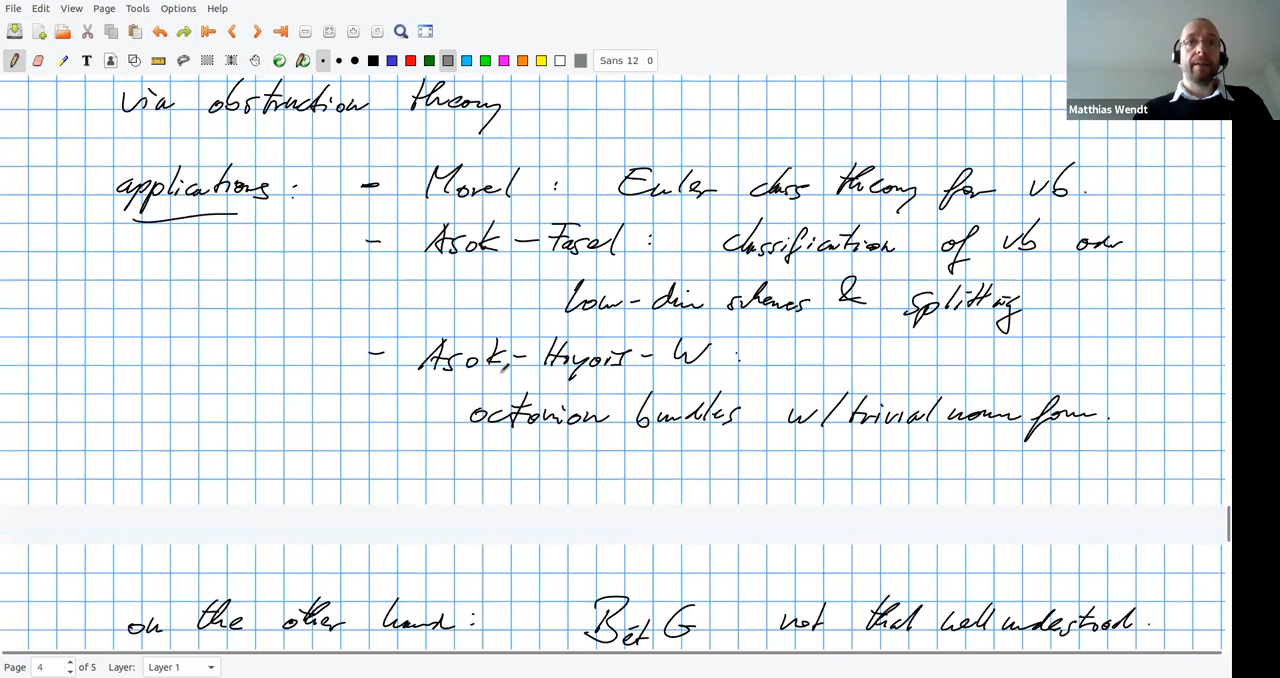 File Edit View Page Tools Options Help
Sans 12 0
Matthias Wendt
via obstruction theory
applications : - Morel : Euler class theory for vb.
- Asok - Fasel : classification of vb over
low-dim schemes & splitting
- Asok - Hoyois - W :
octonion bundles w/ trivial norm form.
on the other hand : Bét G not that well understood.
Page 4 of 5 Layer: Layer 1